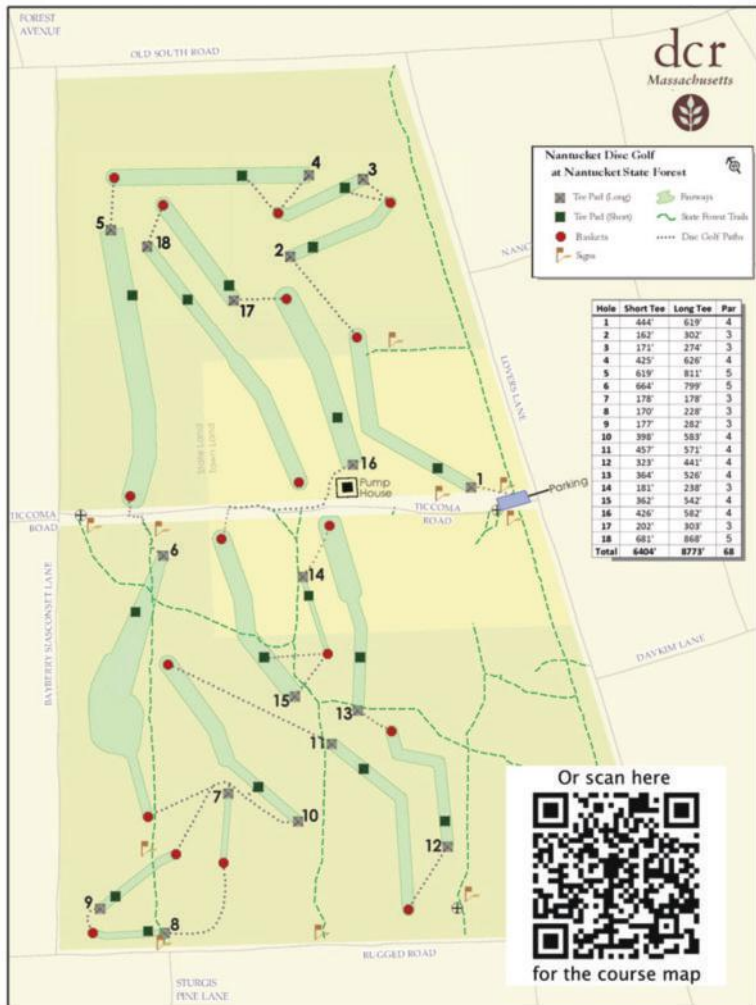 FOREST
AVENUE
OLD SOUTH ROAD
dcr
Massachusetts
Nantucket Disc Golf
at Nantucket State Forest
Tee Pad (Long)
Tee Pad (Short)
Baskets
Signs
Fairways
State Forest Trails
Disc Golf Paths
4
3
5
18
2
17
NANC
Hole Short Tee Long Tee Par
1 444' 619' 4
2 162' 302' 3
3 171' 274' 3
4 425' 626' 4
5 619' 811' 5
6 664' 799' 5
7 178' 178' 3
8 170' 228' 3
9 177' 282' 3
10 398' 583' 4
11 457' 571' 4
12 323' 441' 4
13 364' 526' 4
14 181' 238' 3
15 362' 542' 4
16 426' 582' 4
17 202' 303' 3
18 681' 868' 5
Total 6404' 8773' 68
LOVERS LANE
State Land
Town Land
16
Pump
House
1
Parking
TICCOMA
ROAD
TICCOMA
ROAD
6
14
BAYBERRY SIASCONSET LANE
DAVKIM LANE
15
13
11
7
10
12
9
8
RUGGED ROAD
STURGIS
PINE LANE
Or scan here
for the course map